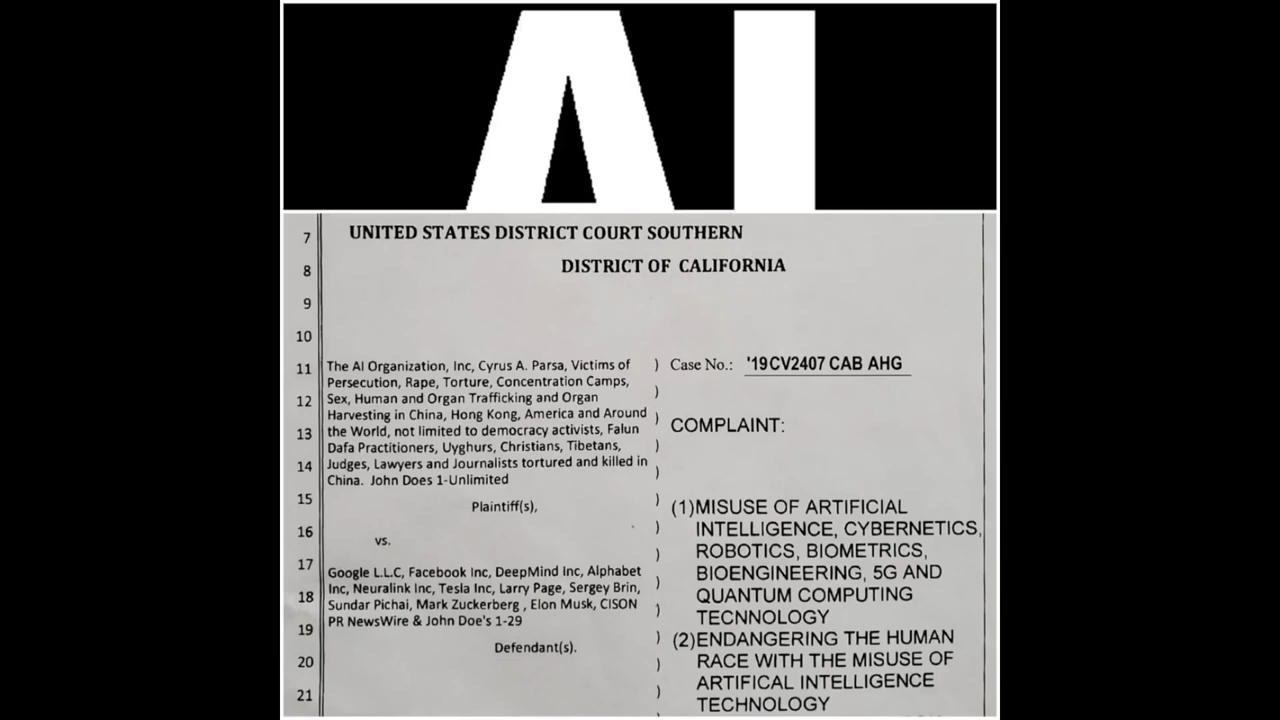 AI
7 UNITED STATES DISTRICT COURT SOUTHERN
8 DISTRICT OF CALIFORNIA
9
10
11 The AI Organization, Inc, Cyrus A. Parsa, Victims of
Persecution, Rape, Torture, Concentration Camps,
12 Sex, Human and Organ Trafficking and Organ
Harvesting in China, Hong Kong, America and Around
13 the World, not limited to democracy activists, Falun
Dafa Practitioners, Uyghurs, Christians, Tibetans,
14 Judges, Lawyers and Journalists tortured and killed in
China. John Does 1-Unlimited
15 Plaintiff(s),
16 vs.
17 Google L.L.C, Facebook Inc, DeepMind Inc, Alphabet
Inc, Neuralink Inc, Tesla Inc, Larry Page, Sergey Brin,
18 Sundar Pichai, Mark Zuckerberg , Elon Musk, CISON
PR NewsWire & John Doe's 1-29
19 Defendant(s).
20
21
) Case No.: '19CV2407 CAB AHG
)
) COMPLAINT:
)
)
) (1)MISUSE OF ARTIFICIAL
) INTELLIGENCE, CYBERNETICS,
) ROBOTICS, BIOMETRICS,
) BIOENGINEERING, 5G AND
) QUANTUM COMPUTING
TECNNOLOGY
) (2)ENDANGERING THE HUMAN
) RACE WITH THE MISUSE OF
ARTIFICAL INTELLIGENCE
) TECHNOLOGY